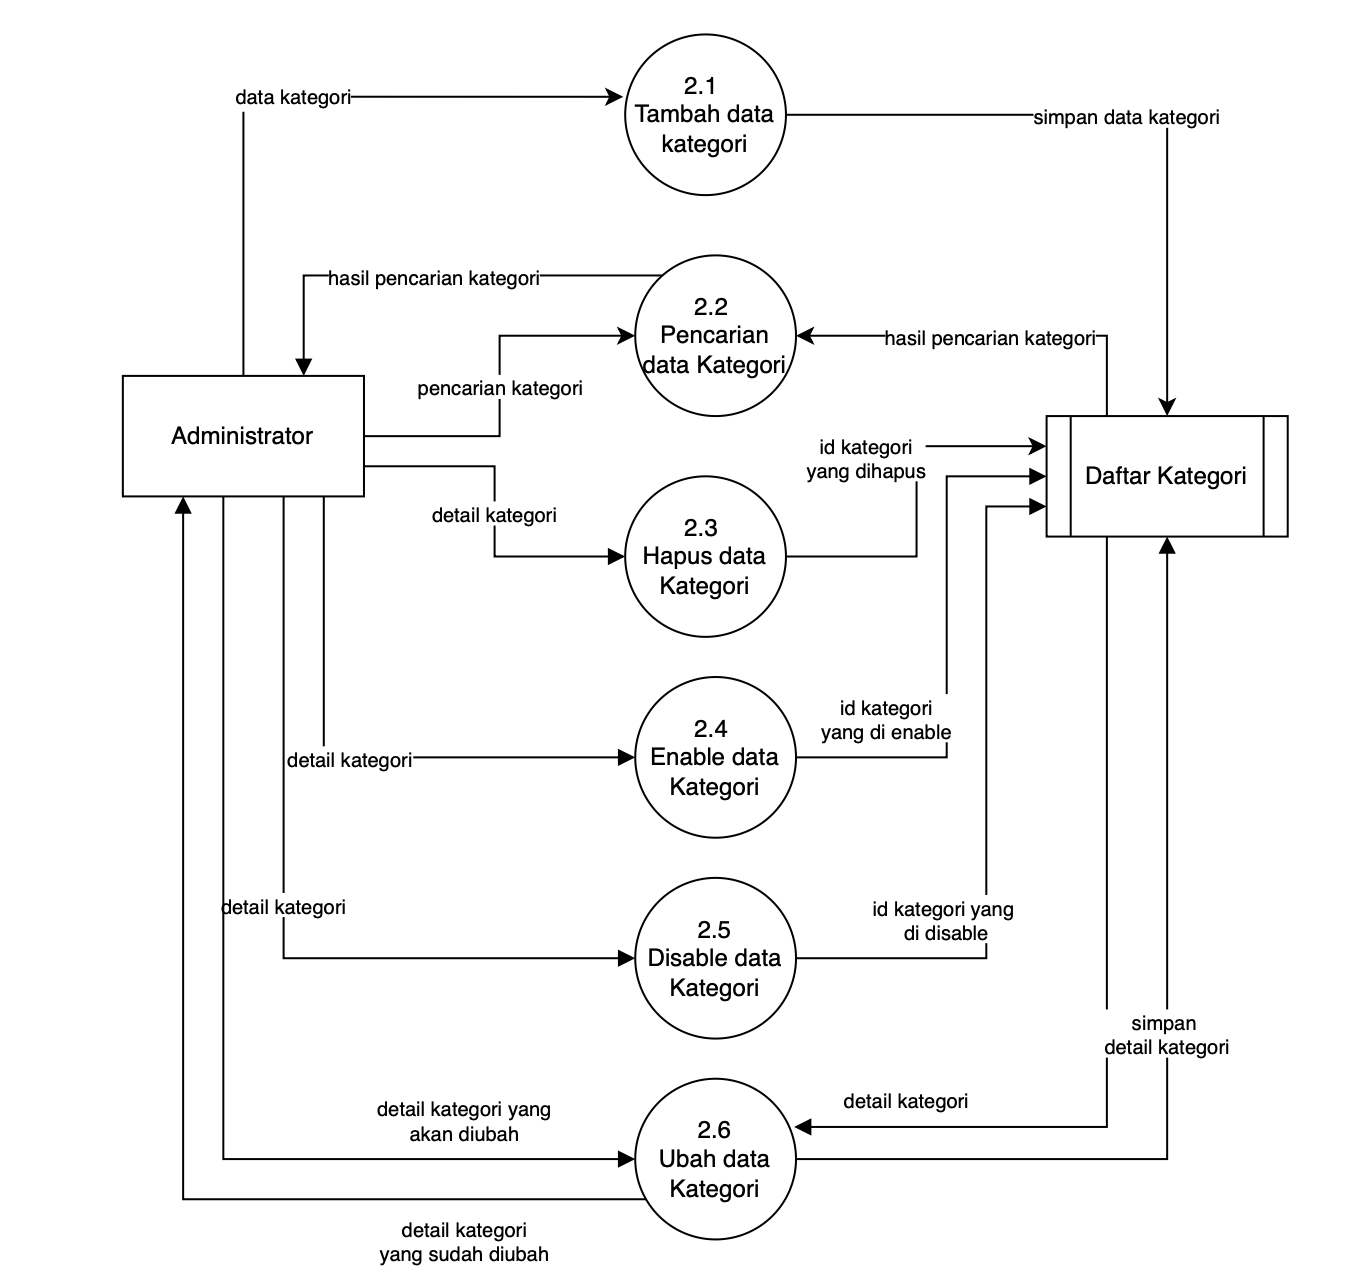 2.1
Tambah data
kategori
data kategori
simpan data kategori
hasil pencarian kategori
2.2
Pencarian
data Kategori
hasil pencarian kategori
pencarian kategori
Administrator
id kategori
yang dihapus
Daftar Kategori
detail kategori
2.3
Hapus data
Kategori
id kategori
yang di enable
2.4
Enable data
Kategori
detail kategori
detail kategori
id kategori yang
di disable
2.5
Disable data
Kategori
simpan
detail kategori
detail kategori
detail kategori yang
akan diubah
2.6
Ubah data
Kategori
detail kategori
yang sudah diubah